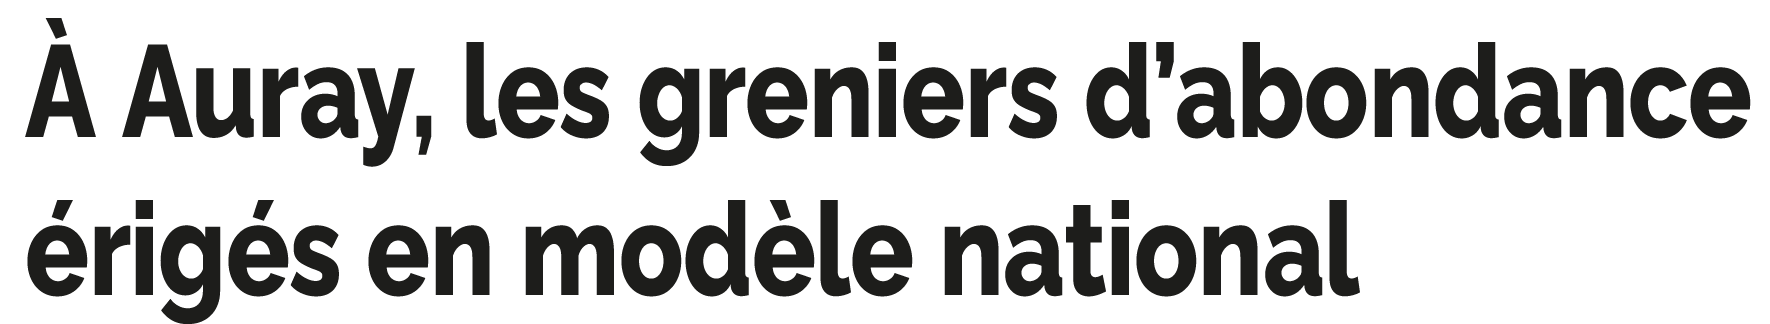 À Auray, les greniers d’abondance
érigés en modèle national